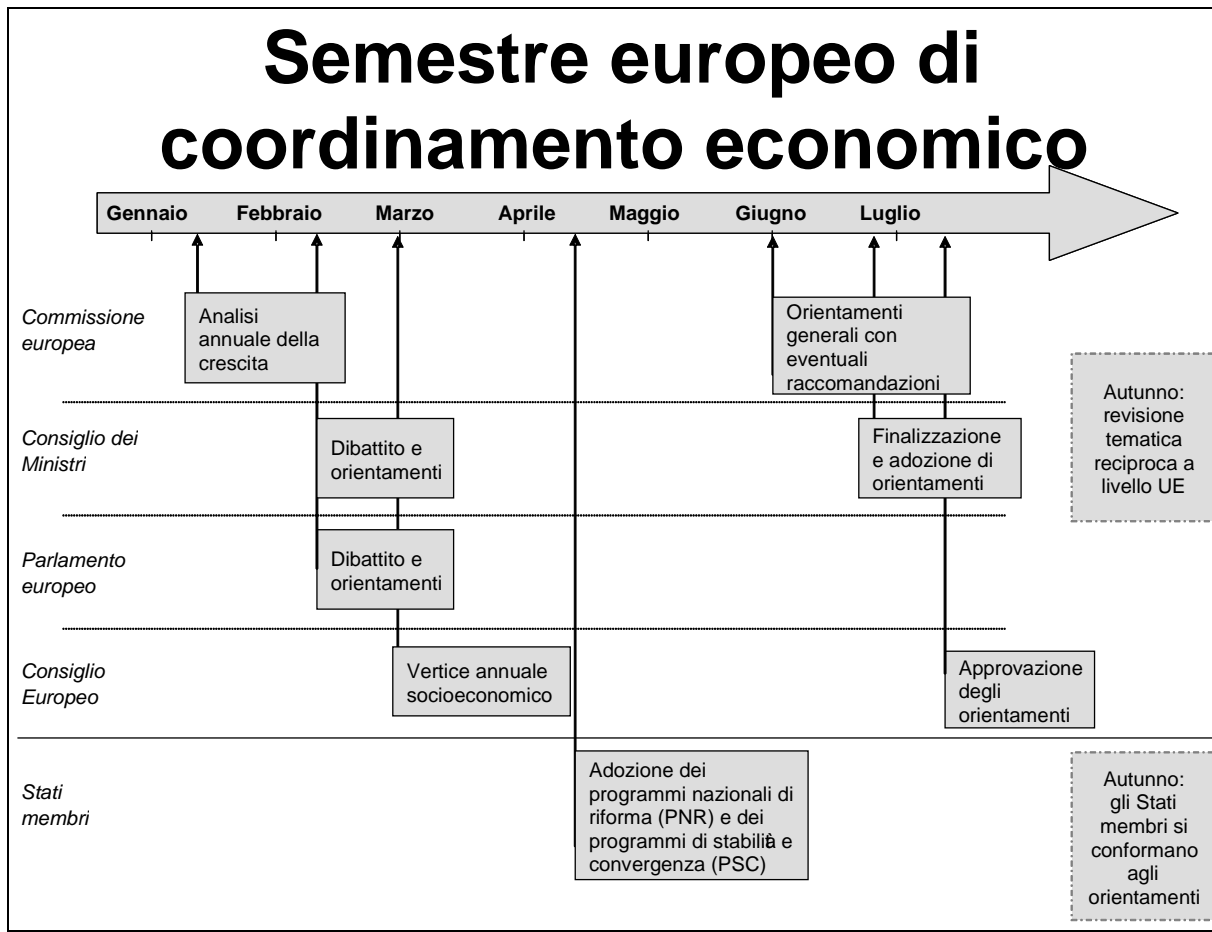 Semestre europeo di
coordinamento economico
Gennaio Febbraio Marzo Aprile Maggio Giugno Luglio
Commissione
europea
Analisi
annuale della
crescita
Orientamenti
generali con
eventuali
raccomandazioni
Autunno:
revisione
tematica
reciproca a
livello UE
Consiglio dei
Ministri
Dibattito e
orientamenti
Finalizzazione
e adozione di
orientamenti
Parlamento
europeo
Dibattito e
orientamenti
Consiglio
Europeo
Vertice annuale
socioeconomico
Approvazione
degli
orientamenti
Stati
membri
Adozione dei
programmi nazionali di
riforma (PNR) e dei
programmi di stabilità e
convergenza (PSC)
Autunno:
gli Stati
membri si
conformano
agli
orientamenti